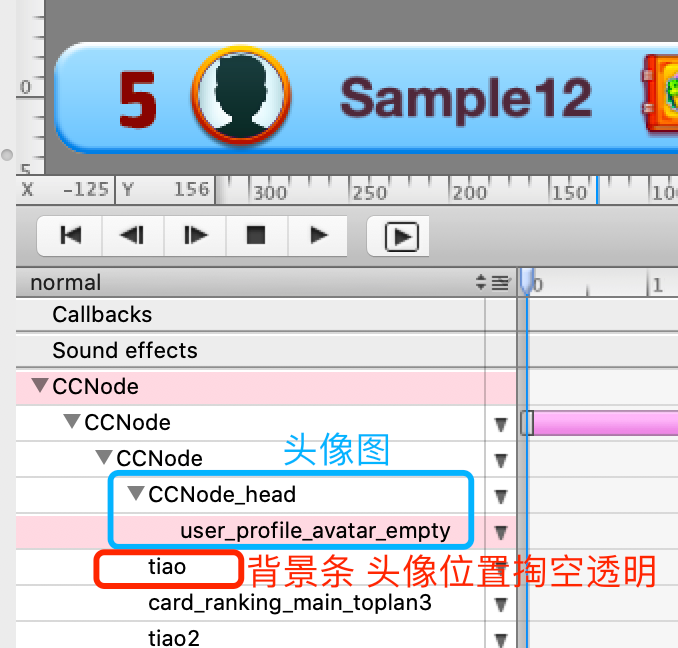 0
5 Sample12
5
X -125 Y 156 300 250 200 150 100
normal 0 1
Callbacks
Sound effects
CCNode
CCNode
CCNode 头像图
CCNode_head
user_profile_avatar_empty
tiao 背景条 头像位置掏空透明
card_ranking_main_toplan3
tiao2